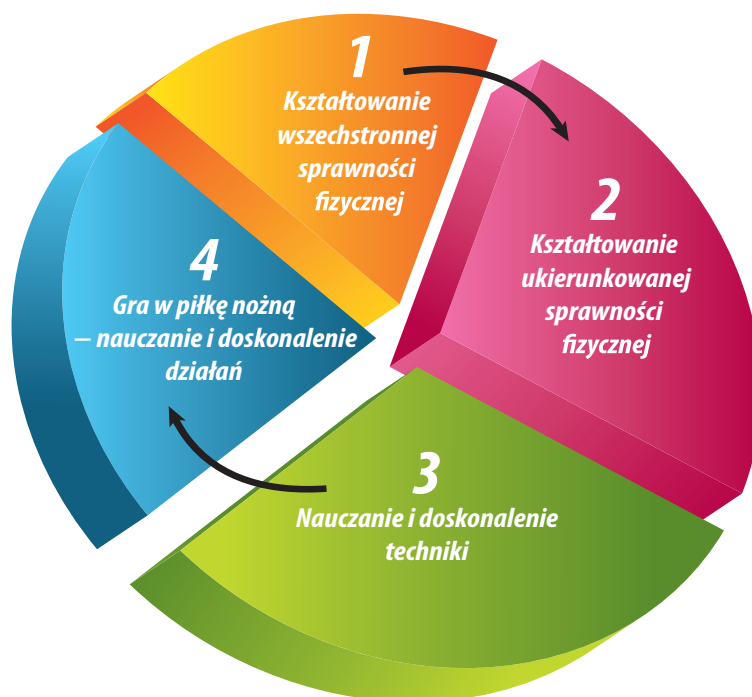 1
Kształtowanie
wszechstronnej
sprawności
fizycznej
2
Kształtowanie
ukierunkowanej
sprawności
fizycznej
3
Nauczanie i doskonalenie
techniki
4
Gra w piłkę nożną
– nauczanie i doskonalenie
działań